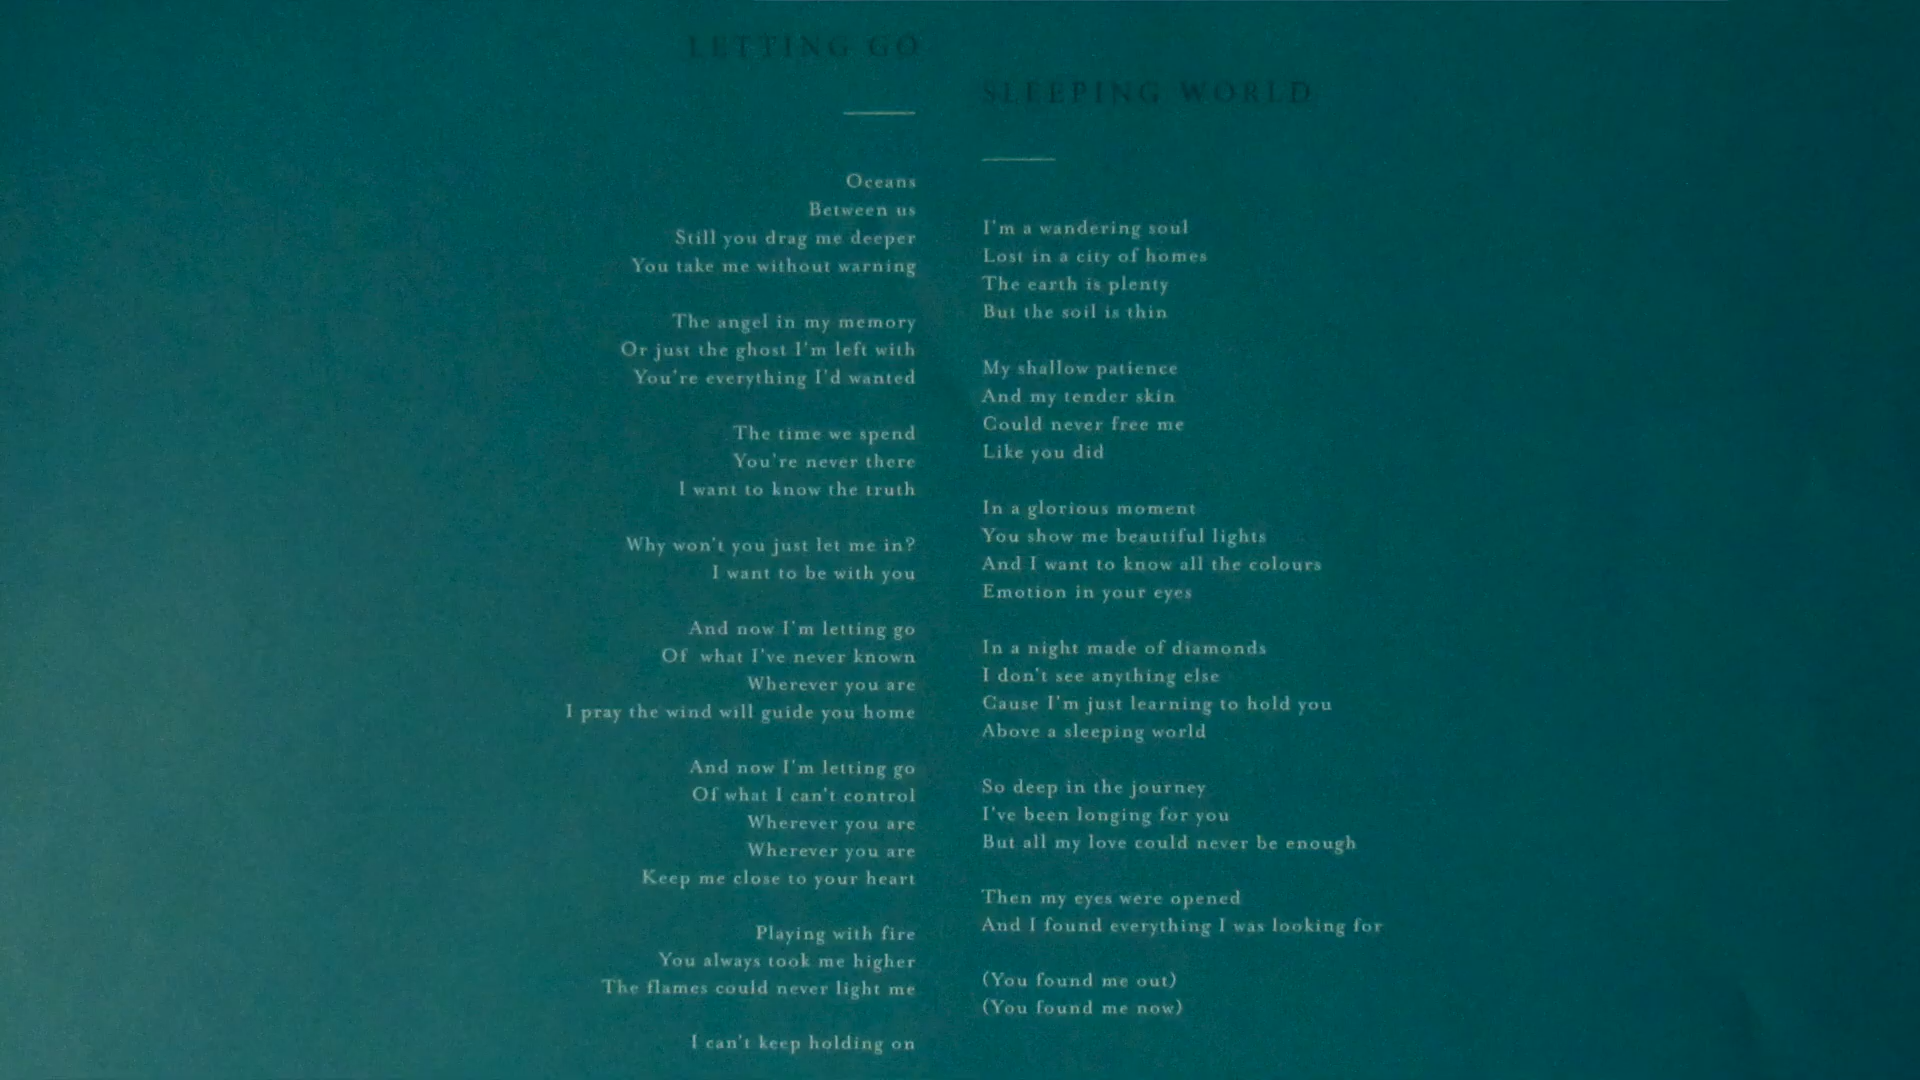 LETTING GO
Oceans
Between us
Still you drag me deeper
You take me without warning
The angel in my memory
Or just the ghost I'm left with
You're everything I'd wanted
The time we spend
You're never there
I want to know the truth
Why won't you just let me in?
I want to be with you
And now I'm letting go
Of what I've never known
Wherever you are
I pray the wind will guide you home
And now I'm letting go
Of what I can't control
Wherever you are
Wherever you are
Keep me close to your heart
Playing with fire
You always took me higher
The flames could never light me
I can't keep holding on
SLEEPING WORLD
I'm a wandering soul
Lost in a city of homes
The earth is plenty
But the soil is thin
My shallow patience
And my tender skin
Could never free me
Like you did
In a glorious moment
You show me beautiful lights
And I want to know all the colours
Emotion in your eyes
In a night made of diamonds
I don't see anything else
Cause I'm just learning to hold you
Above a sleeping world
So deep in the journey
I've been longing for you
But all my love could never be enough
Then my eyes were opened
And I found everything I was looking for
(You found me out)
(You found me now)